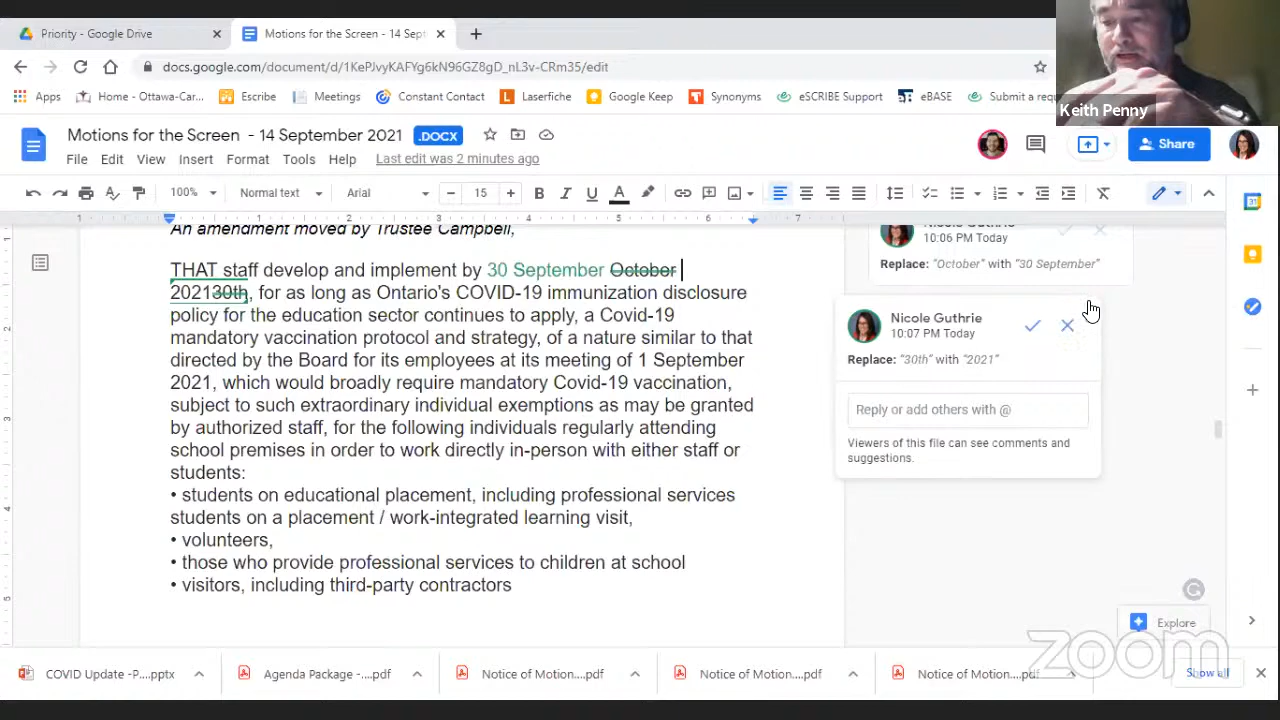 Priority - Google Drive
Motions for the Screen - 14 Sept
docs.google.com/document/d/1KePJvyKAFYg6kN96GZ8gD_nL3v-CRm35/edit
Apps Home - Ottawa-Car... Escribe Meetings Constant Contact Laserfiche Google Keep Synonyms eSCRIBE Support eBASE Submit a requ
Keith Penny
Motions for the Screen - 14 September 2021 .DOCX
Share
File Edit View Insert Format Tools Help Last edit was 2 minutes ago
100% Normal text Arial 15 B I U A
1 1 2 3 4 5 6 7
An amendment moved by Trustee Campbell,
THAT staff develop and implement by 30 September October
202130th, for as long as Ontario's COVID-19 immunization disclosure
policy for the education sector continues to apply, a Covid-19
mandatory vaccination protocol and strategy, of a nature similar to that
directed by the Board for its employees at its meeting of 1 September
2021, which would broadly require mandatory Covid-19 vaccination,
subject to such extraordinary individual exemptions as may be granted
by authorized staff, for the following individuals regularly attending
school premises in order to work directly in-person with either staff or
students:
• students on educational placement, including professional services
students on a placement / work-integrated learning visit,
• volunteers,
• those who provide professional services to children at school
• visitors, including third-party contractors
Nicole Guthrie
10:06 PM Today
Replace: "October" with "30 September"
Nicole Guthrie
10:07 PM Today
Replace: "30th" with "2021"
Reply or add others with @
Viewers of this file can see comments and
suggestions.
Explore
zoom
COVID Update -P....pptx Agenda Package -....pdf Notice of Motion....pdf Notice of Motion....pdf Notice of Motion....pdf Show all